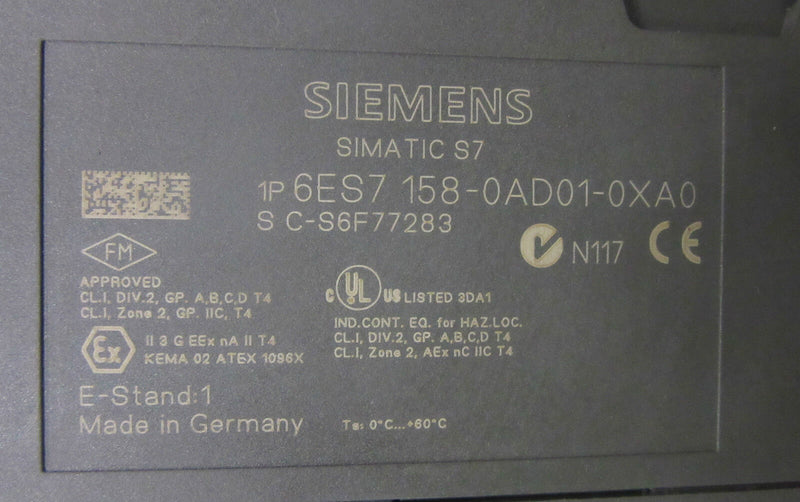 SIEMENS
SIMATIC S7
1P 6ES7 158-0AD01-0XA0
S C-S6F77283
N117 CE
FM
APPROVED
CL.I, DIV.2, GP. A,B,C,D T4
CL.I, Zone 2, GP. IIC, T4
C UL US LISTED 3DA1
IND.CONT. EQ. for HAZ.LOC.
CL.I, DIV.2, GP. A,B,C,D T4
CL.I, Zone 2, AEx nC IIC T4
Ex II 3 G EEx nA II T4
KEMA 02 ATEX 1096X
E-Stand:1
Made in Germany
Ta: 0°C...+60°C